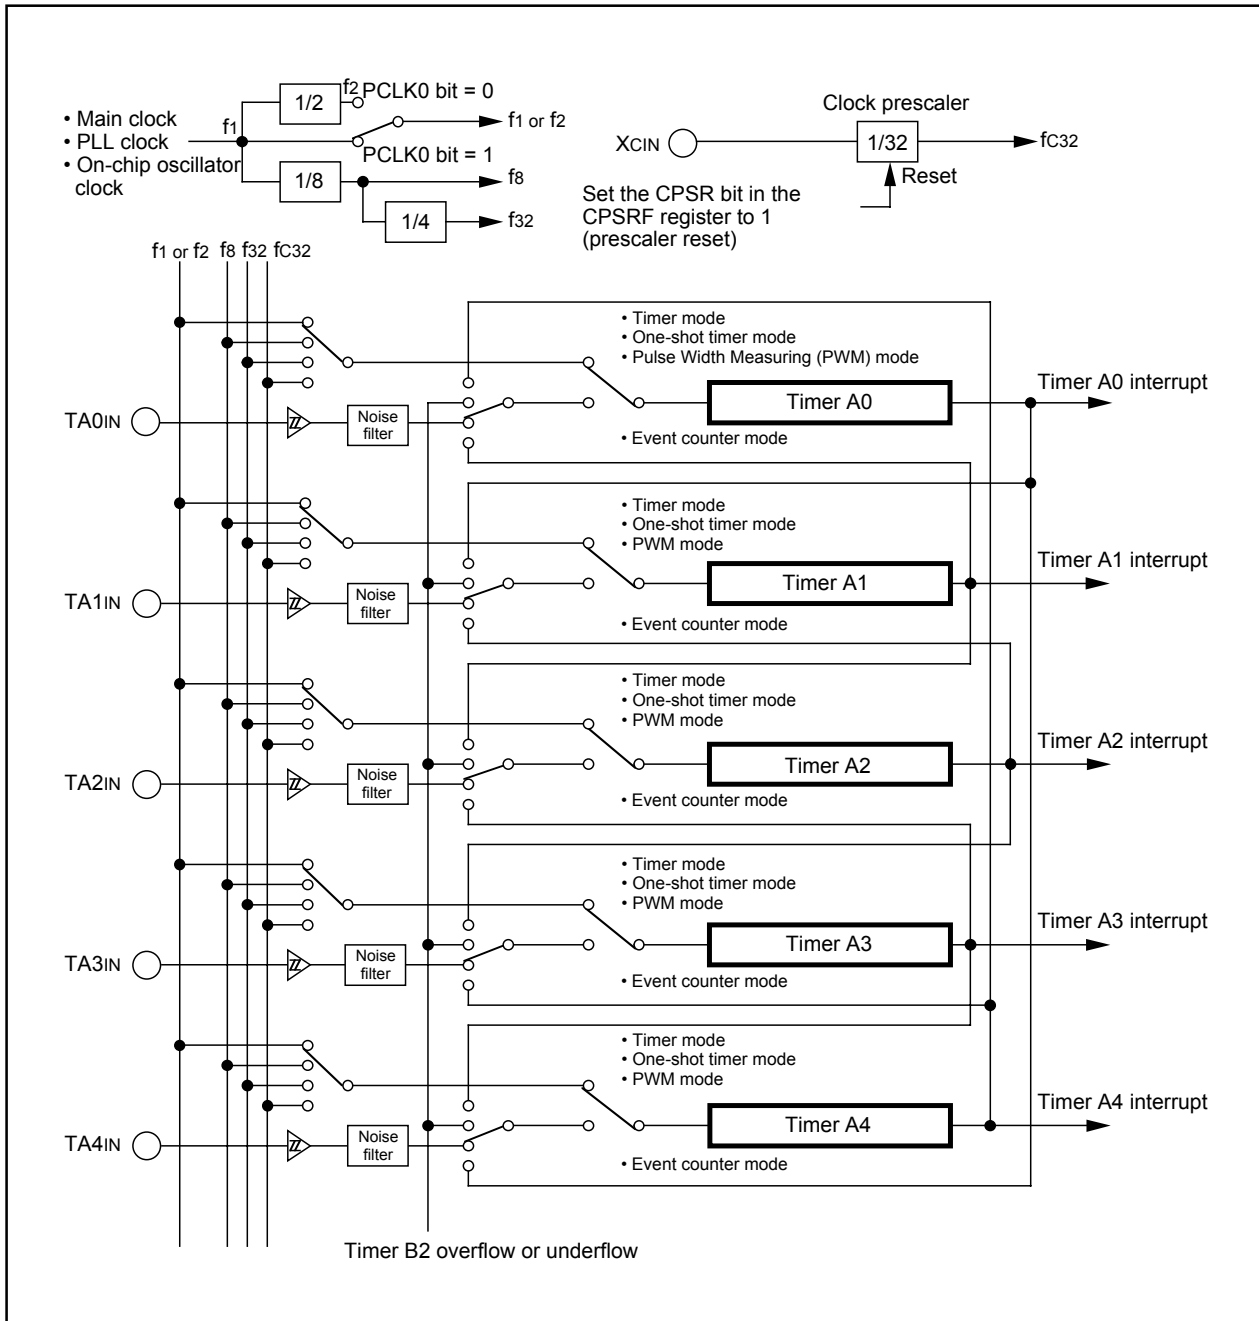 • Main clock
• PLL clock
• On-chip oscillator
clock
f1
1/2
f2
PCLK0 bit = 0
f1 or f2
PCLK0 bit = 1
1/8
f8
1/4
f32
Clock prescaler
XCIN
1/32
fC32
Reset
Set the CPSR bit in the
CPSRF register to 1
(prescaler reset)
f1 or f2 f8 f32 fC32
• Timer mode
• One-shot timer mode
• Pulse Width Measuring (PWM) mode
TA0IN
Noise
filter
Timer A0
Timer A0 interrupt
• Event counter mode
• Timer mode
• One-shot timer mode
• PWM mode
TA1IN
Noise
filter
Timer A1
Timer A1 interrupt
• Event counter mode
• Timer mode
• One-shot timer mode
• PWM mode
TA2IN
Noise
filter
Timer A2
Timer A2 interrupt
• Event counter mode
• Timer mode
• One-shot timer mode
• PWM mode
TA3IN
Noise
filter
Timer A3
Timer A3 interrupt
• Event counter mode
• Timer mode
• One-shot timer mode
• PWM mode
TA4IN
Noise
filter
Timer A4
Timer A4 interrupt
• Event counter mode
Timer B2 overflow or underflow